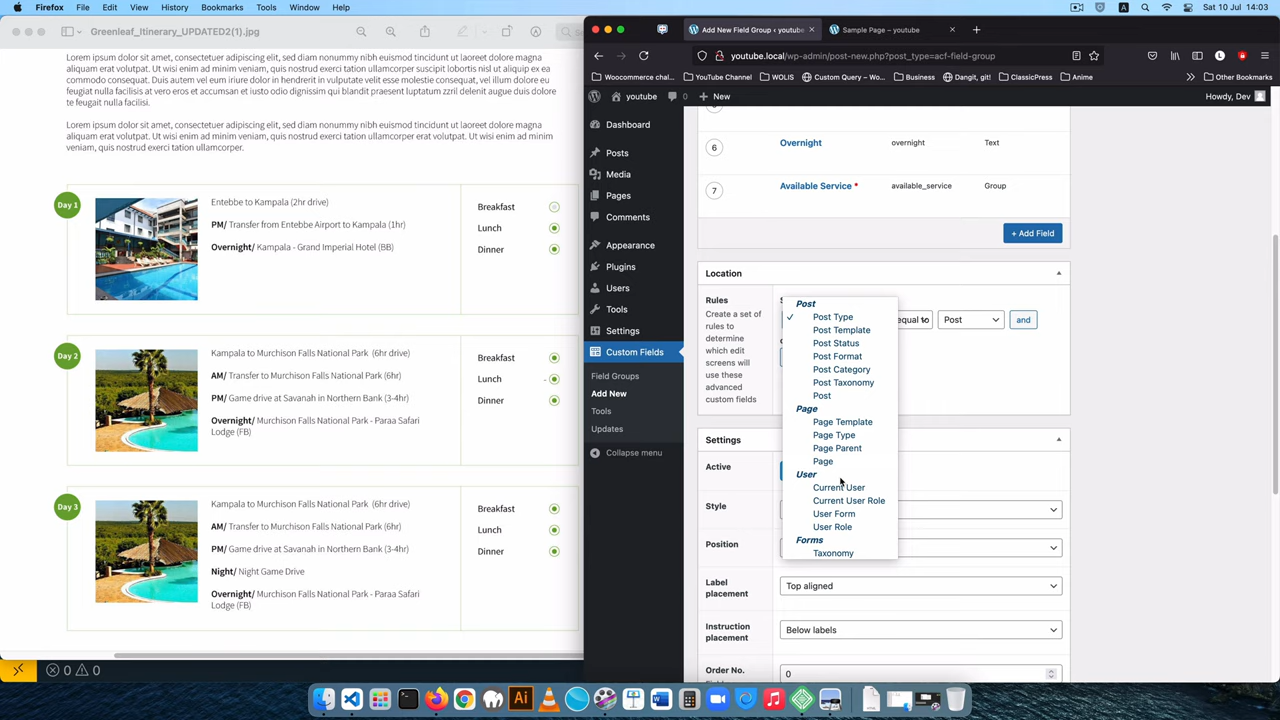 Firefox File Edit View History Bookmarks Tools Window Help
Sat 10 Jul 14:03
Greenleaf_Itinerary_UPDATED2(1).jpg
Lorem ipsum dolor sit amet, consectetuer adipiscing elit, sed diam nonummy nibh euismod tincidunt ut laoreet dolore magna
aliquam erat volutpat. Ut wisi enim ad minim veniam, quis nostrud exerci tation ullamcorper suscipit lobortis nisl ut aliquip ex ea
commodo consequat. Duis autem vel eum iriure dolor in hendrerit in vulputate velit esse molestie consequat, vel illum dolore eu
feugiat nulla facilisis at vero eros et accumsan et iusto odio dignissim qui blandit praesent luptatum zzril delenit augue duis dolore
te feugait nulla facilisi.
Lorem ipsum dolor sit amet, cons ectetuer adipiscing elit, sed diam nonummy nibh euismod tincidunt ut laoreet dolore magna
aliquam erat volutpat. Ut wisi enim ad minim veniam, quis nostrud exerci tation ullamcorper. Ut wisi enim ad minim
veniam, quis nostrud exerci tation ullamcorper.
Day 1
Entebbe to Kampala (2hr drive)
PM/ Transfer from Entebbe Airport to Kampala (1hr)
Overnight/ Kampala - Grand Imperial Hotel (BB)
Breakfast
Lunch
Dinner
Day 2
Kampala to Murchison Falls National Park (6hr drive)
AM/ Transfer to Murchison Falls National Park (6hr)
PM/ Game drive at Savanah in Northern Bank (3-4hr)
Overnight/ Murchison Falls National Park - Paraa Safari
Lodge (FB)
Breakfast
Lunch
Dinner
Day 3
Kampala to Murchison Falls National Park (6hr drive)
AM/ Transfer to Murchison Falls National Park (6hr)
PM/ Game drive at Savanah in Northern Bank (3-4hr)
Night/ Night Game Drive
Overnight/ Murchison Falls National Park - Paraa Safari
Lodge (FB)
Breakfast
Lunch
Dinner
0 0
Add New Field Group ‹ youtube
Sample Page – youtube
youtube.local/wp-admin/post-new.php?post_type=acf-field-group
Woocommerce chal... YouTube Channel WOLIS Custom Query – Wo... Business Dangit, git! ClassicPress Anime Other Bookmarks
youtube 0 New
Howdy, Dev
Dashboard
Posts
Media
Pages
Comments
Appearance
Plugins
Users
Tools
Settings
Custom Fields
Field Groups
Add New
Tools
Updates
Collapse menu
6 Overnight overnight Text
7 Available Service * available_service Group
+ Add Field
Location
Rules
Create a set of
rules to
determine
which edit
screens will
use these
advanced
custom fields
equal to Post and
Post
✓ Post Type
Post Template
Post Status
Post Format
Post Category
Post Taxonomy
Post
Page
Page Template
Page Type
Page Parent
Page
User
Current User
Current User Role
User Form
User Role
Forms
Taxonomy
Settings
Active
Style
Position
Label
placement
Top aligned
Instruction
placement
Below labels
Order No.
0